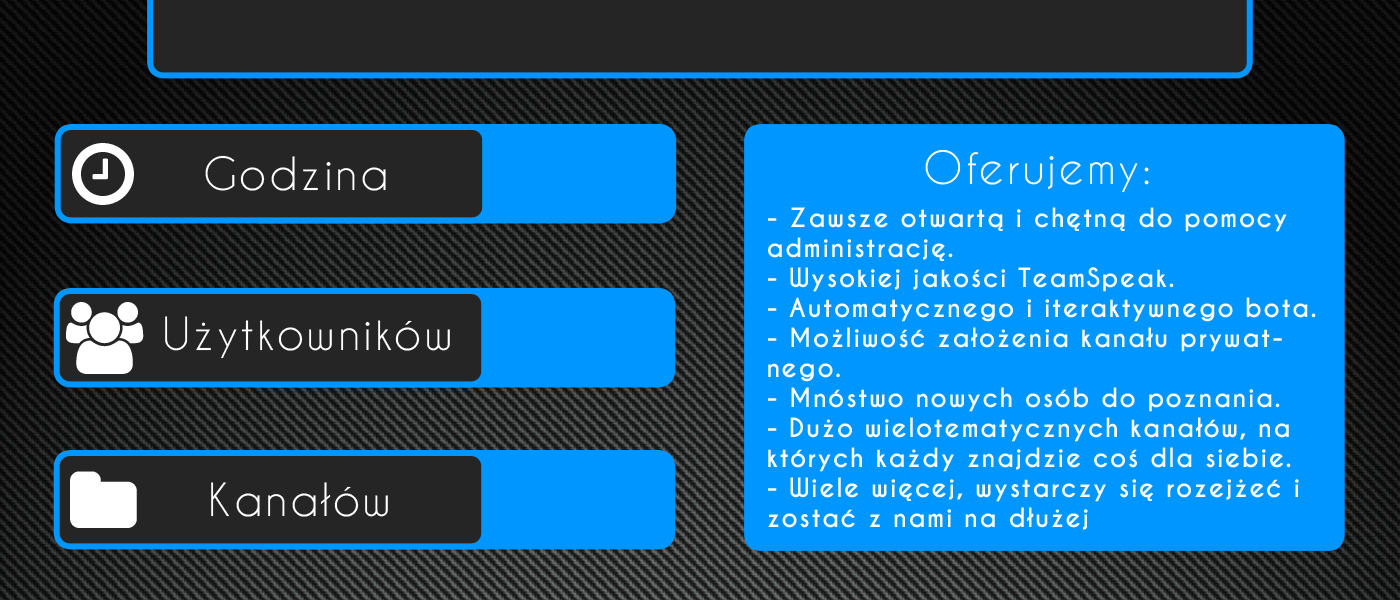 Godzina
Użytkowników
Kanałów
Oferujemy:
- Zawsze otwartą i chętną do pomocy
administrację.
- Wysokiej jakości TeamSpeak.
- Automatycznego i iteraktywnego bota.
- Możliwość założenia kanału prywat-
nego.
- Mnóstwo nowych osób do poznania.
- Dużo wielotematycznych kanałów, na
których każdy znajdzie coś dla siebie.
- Wiele więcej, wystarczy się rozejżeć i
zostać z nami na dłużej